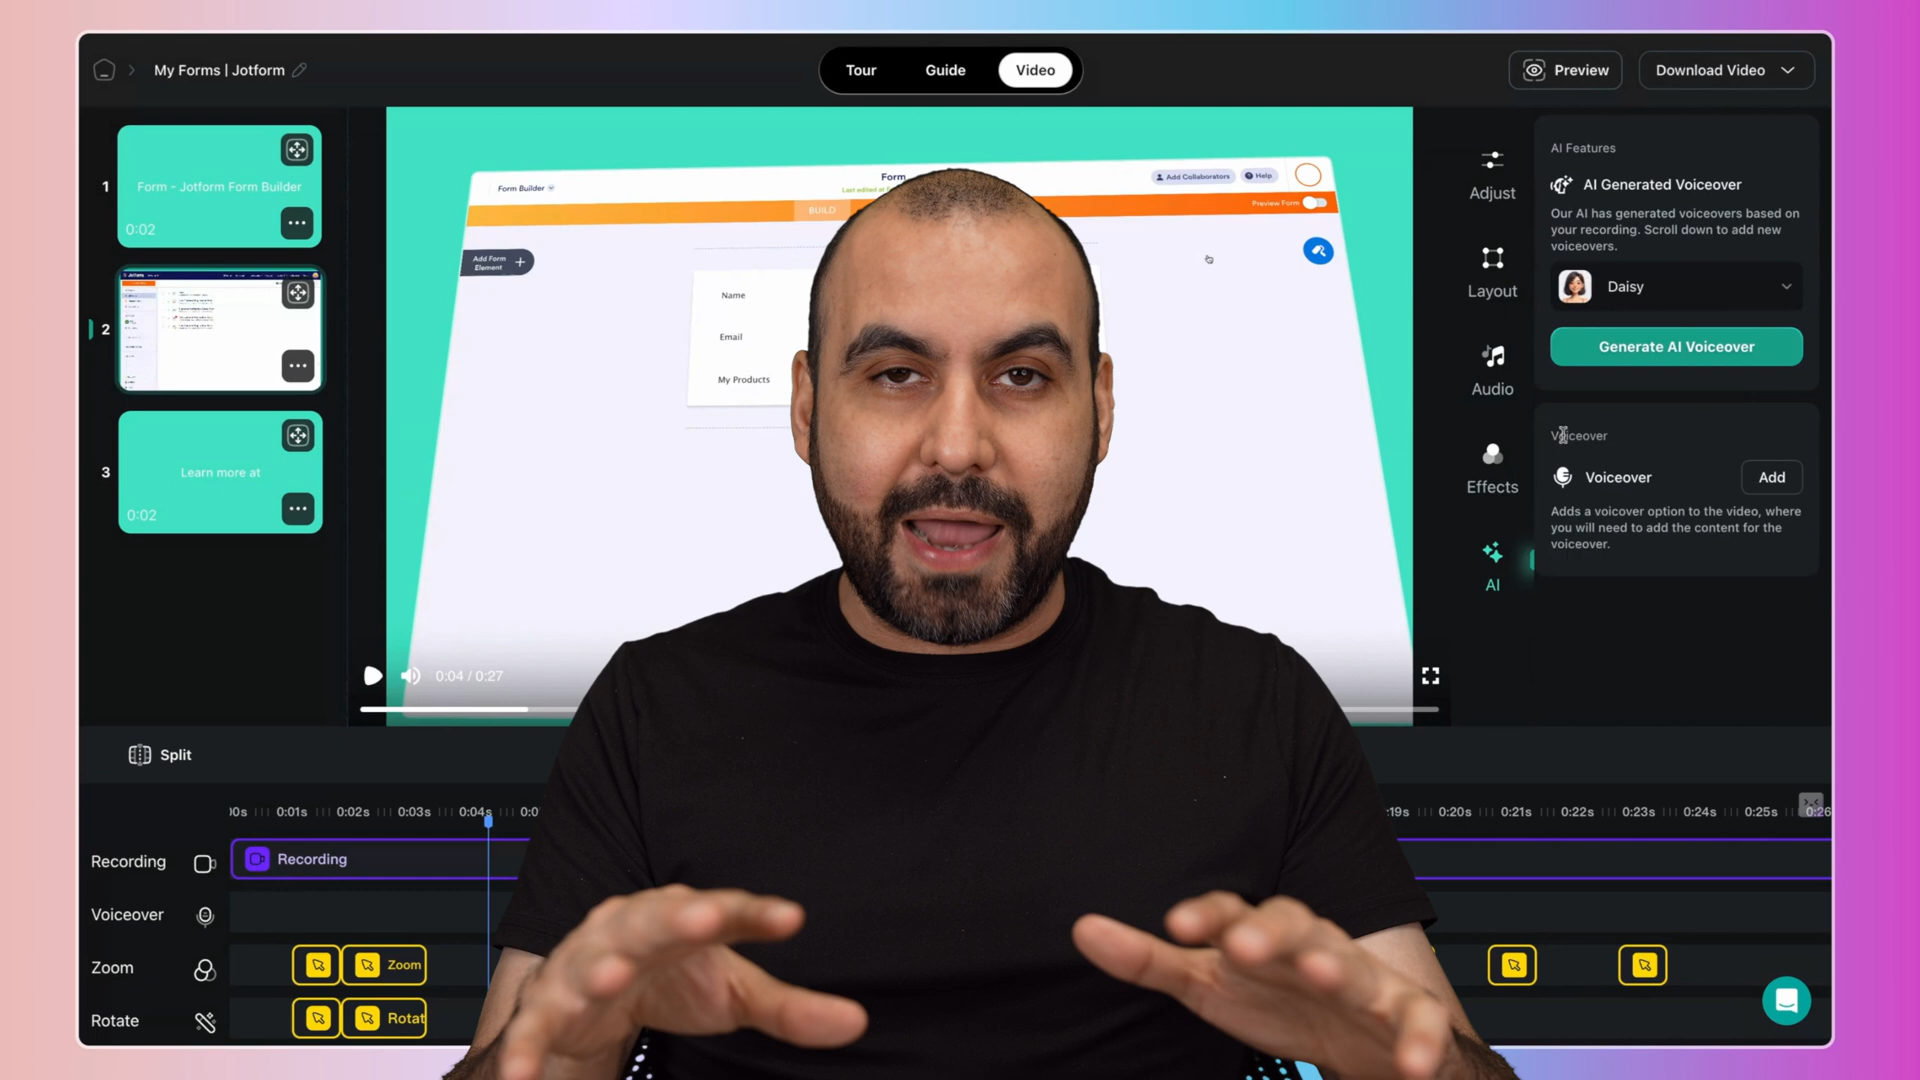 My Forms | Jotform
Tour
Guide
Video
Preview
Download Video
1
Form - Jotform Form Builder
0:02
2
3
Learn more at
0:02
Form Builder
Form
Add Collaborators
Help
BUILD
Preview Form
Add Form
Element
Name
Email
My Products
0:04 / 0:27
Adjust
Layout
Audio
Effects
AI
AI Features
AI Generated Voiceover
Our AI has generated voiceovers based on
your recording. Scroll down to add new
voiceovers.
Daisy
Generate AI Voiceover
Voiceover
Voiceover
Add
Adds a voicover option to the video, where
you will need to add the content for the
voiceover.
Split
0:01s
0:02s
0:03s
0:04s
0:20s
0:21s
0:22s
0:23s
0:24s
0:25s
0:26
Recording
Recording
Voiceover
Zoom
Zoom
Rotate
Rotat